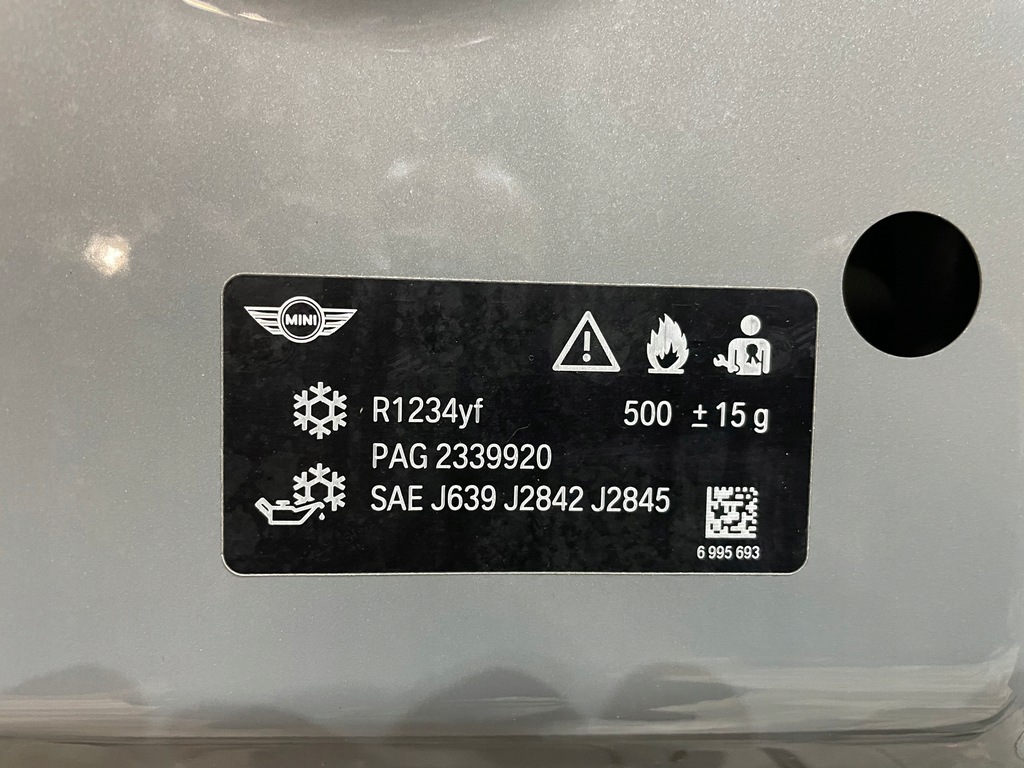 MINI
R1234yf 500 ± 15 g
PAG 2339920
SAE J639 J2842 J2845
6 995 693